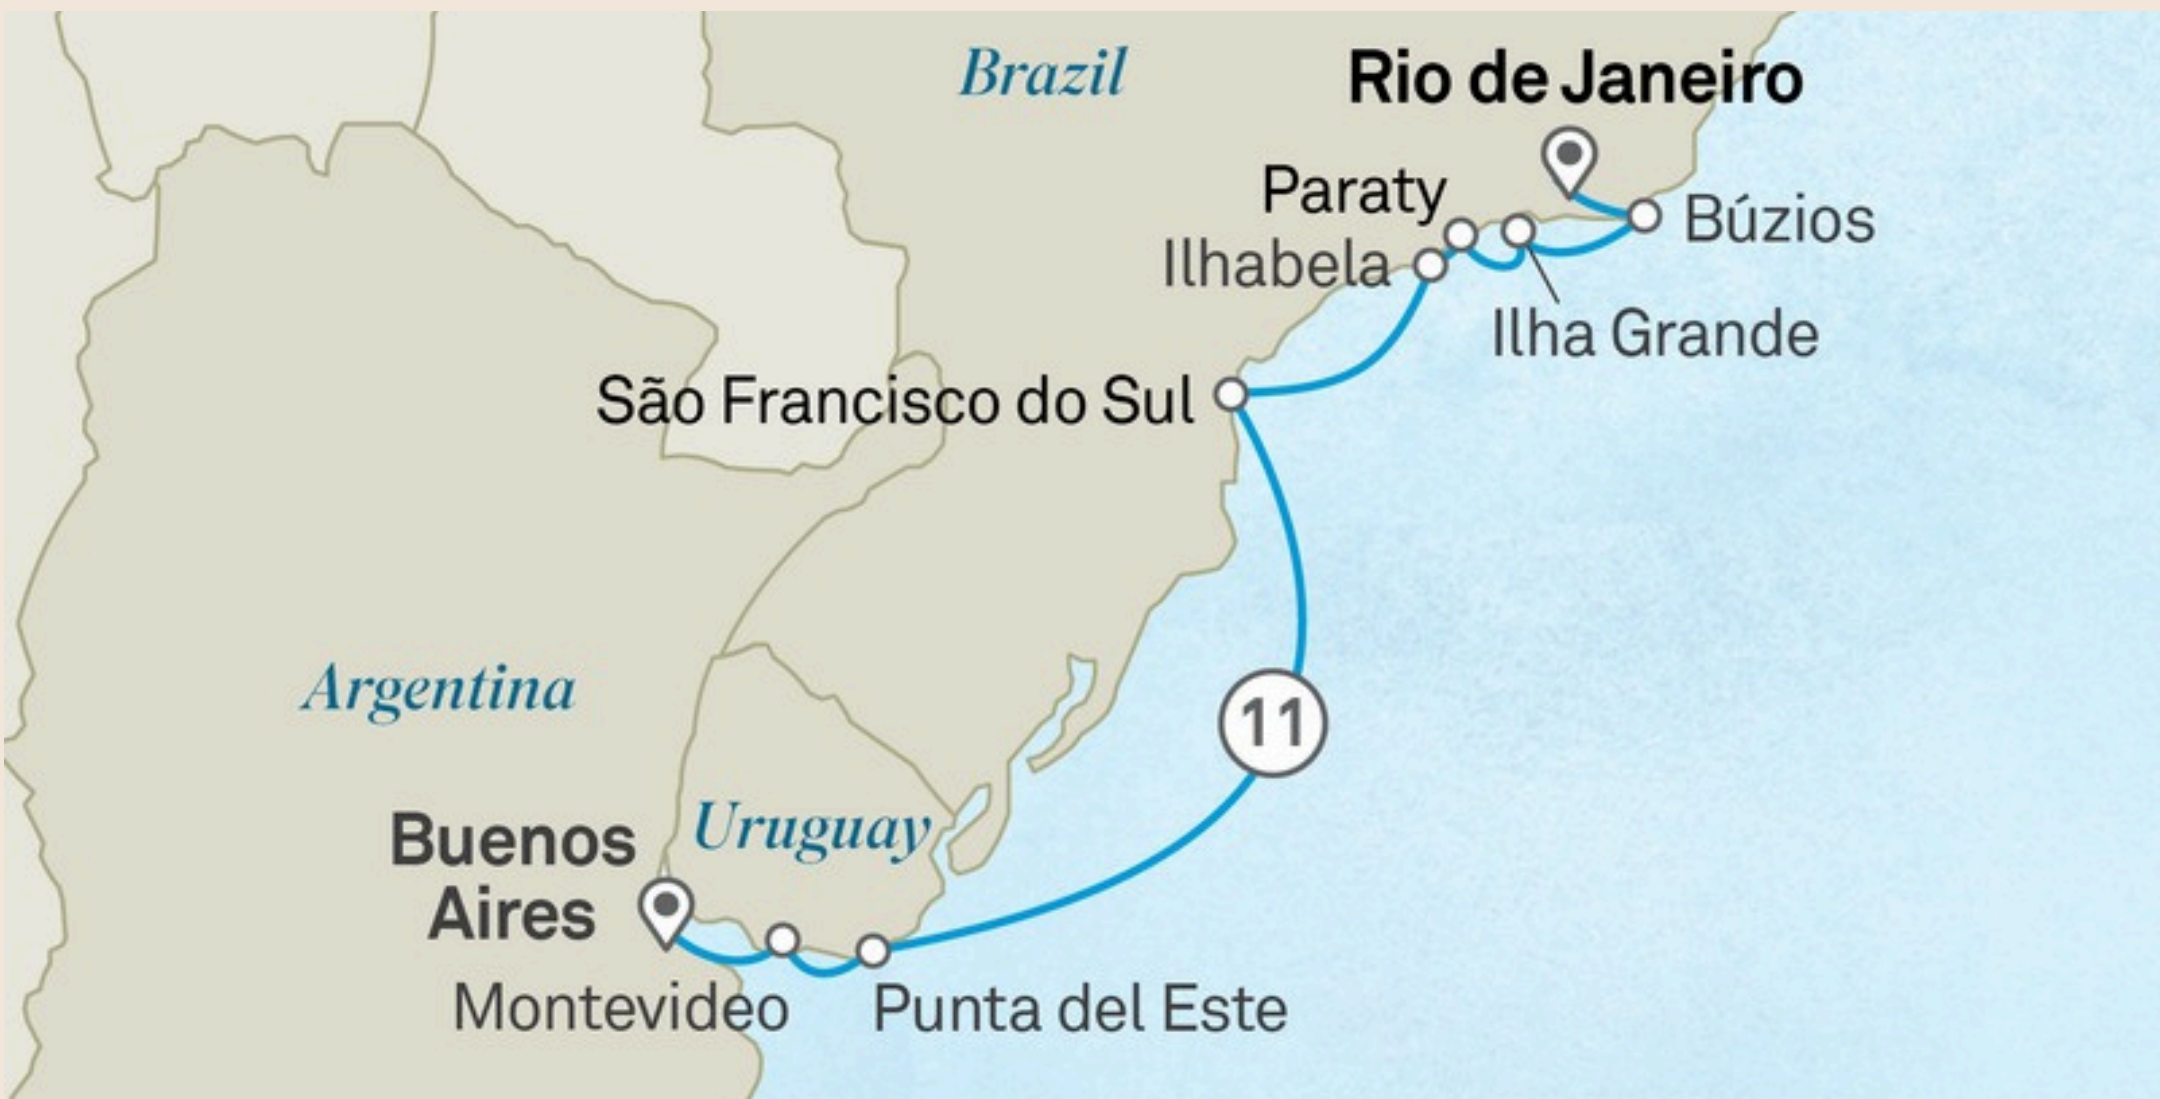 Brazil
Rio de Janeiro
Paraty
Búzios
Ilhabela
Ilha Grande
São Francisco do Sul
Argentina
11
Uruguay
Buenos
Aires
Montevideo
Punta del Este